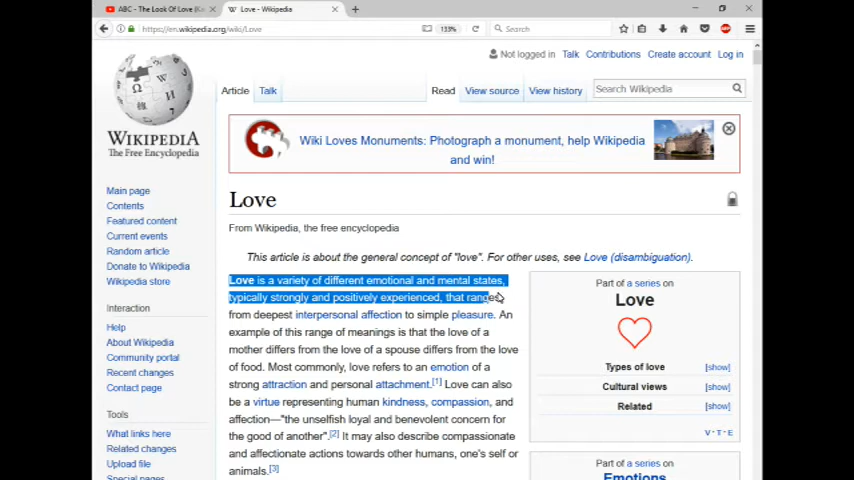 ABC - The Look Of Love
Love - Wikipedia
https://en.wikipedia.org/wiki/Love
133%
Search
Not logged in Talk Contributions Create account Log in
Article Talk Read View source View history Search Wikipedia
WIKIPEDIA
The Free Encyclopedia
Wiki Loves Monuments: Photograph a monument, help Wikipedia
and win!
Main page
Contents
Featured content
Current events
Random article
Donate to Wikipedia
Wikipedia store
Interaction
Help
About Wikipedia
Community portal
Recent changes
Contact page
Tools
What links here
Related changes
Upload file
Special pages
Love
From Wikipedia, the free encyclopedia
This article is about the general concept of "love". For other uses, see Love (disambiguation).
Love is a variety of different emotional and mental states,
typically strongly and positively experienced, that ranges
from deepest interpersonal affection to simple pleasure. An
example of this range of meanings is that the love of a
mother differs from the love of a spouse differs from the love
of food. Most commonly, love refers to an emotion of a
strong attraction and personal attachment.[1] Love can also
be a virtue representing human kindness, compassion, and
affection—"the unselfish loyal and benevolent concern for
the good of another".[2] It may also describe compassionate
and affectionate actions towards other humans, one's self or
animals.[3]
Part of a series on
Love
Types of love [show]
Cultural views [show]
Related [show]
V · T · E
Part of a series on
Emotions